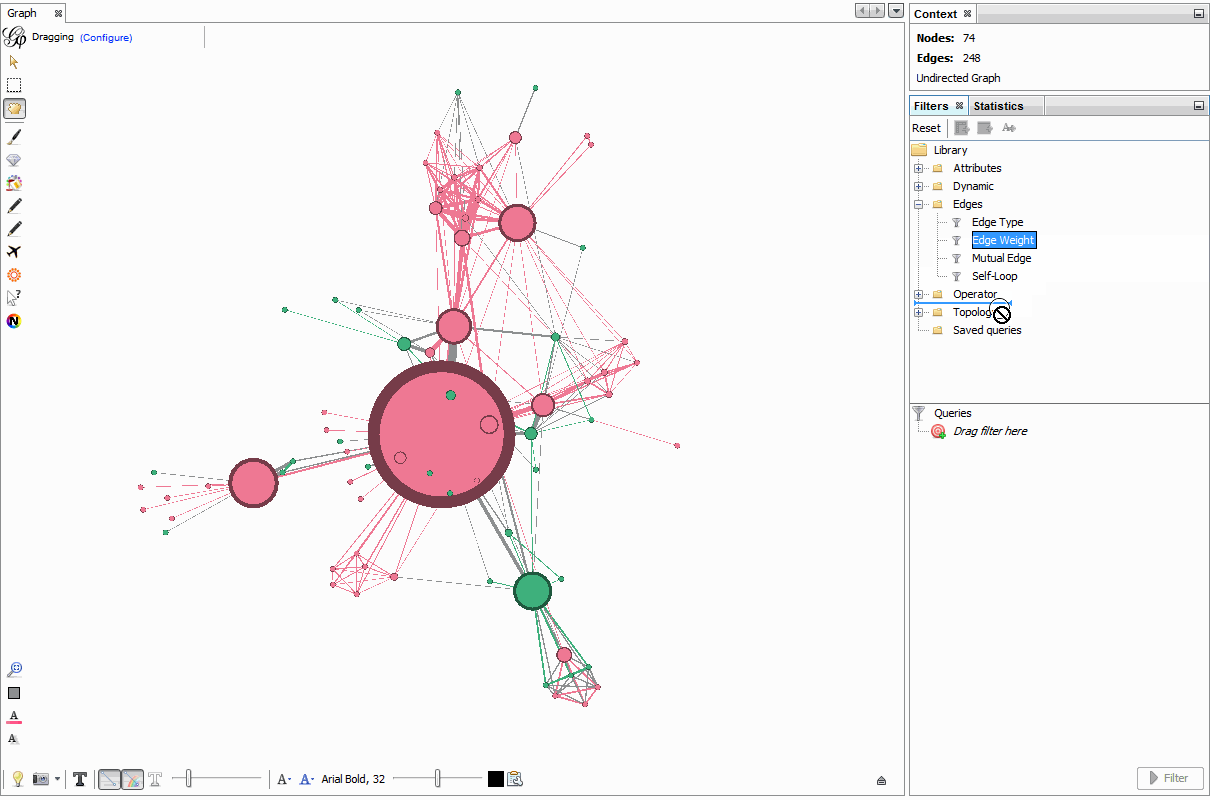 Graph
Dragging (Configure)
Context
Nodes: 74
Edges: 248
Undirected Graph
Filters Statistics
Reset
Library
Attributes
Dynamic
Edges
Edge Type
Edge Weight
Mutual Edge
Self-Loop
Operator
Saved queries
Queries
Drag filter here
Arial Bold, 32
Filter